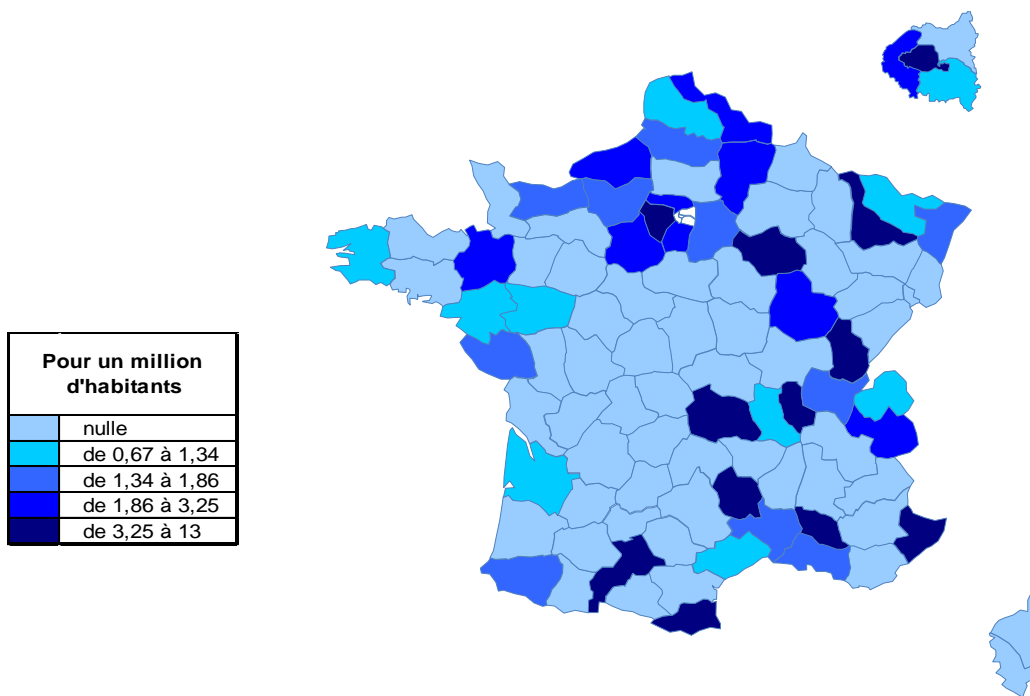 Pour un million
d'habitants
nulle
de 0,67 à 1,34
de 1,34 à 1,86
de 1,86 à 3,25
de 3,25 à 13